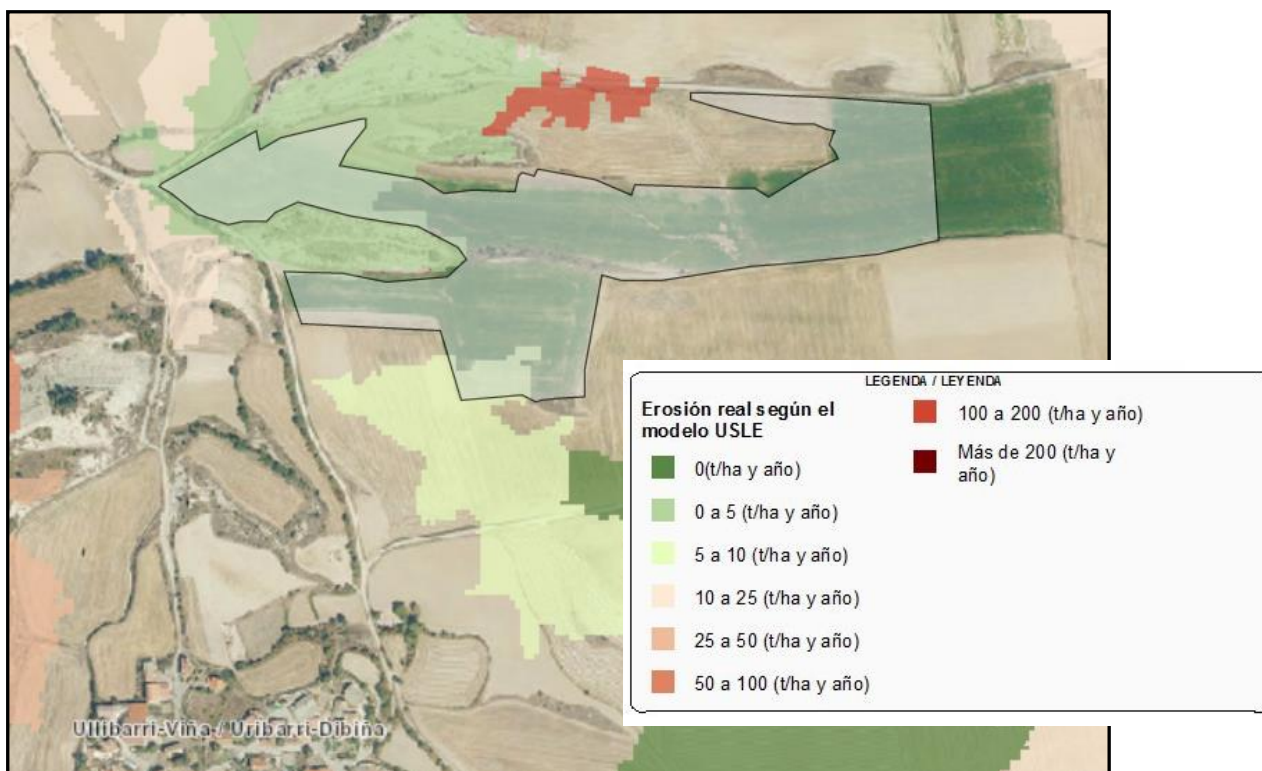 LEGENDA / LEYENDA
Erosión real según el
modelo USLE
0(t/ha y año)
0 a 5 (t/ha y año)
5 a 10 (t/ha y año)
10 a 25 (t/ha y año)
25 a 50 (t/ha y año)
50 a 100 (t/ha y año)
100 a 200 (t/ha y año)
Más de 200 (t/ha y
año)
Ullibarri-Viña / Uribarri-Dibiña